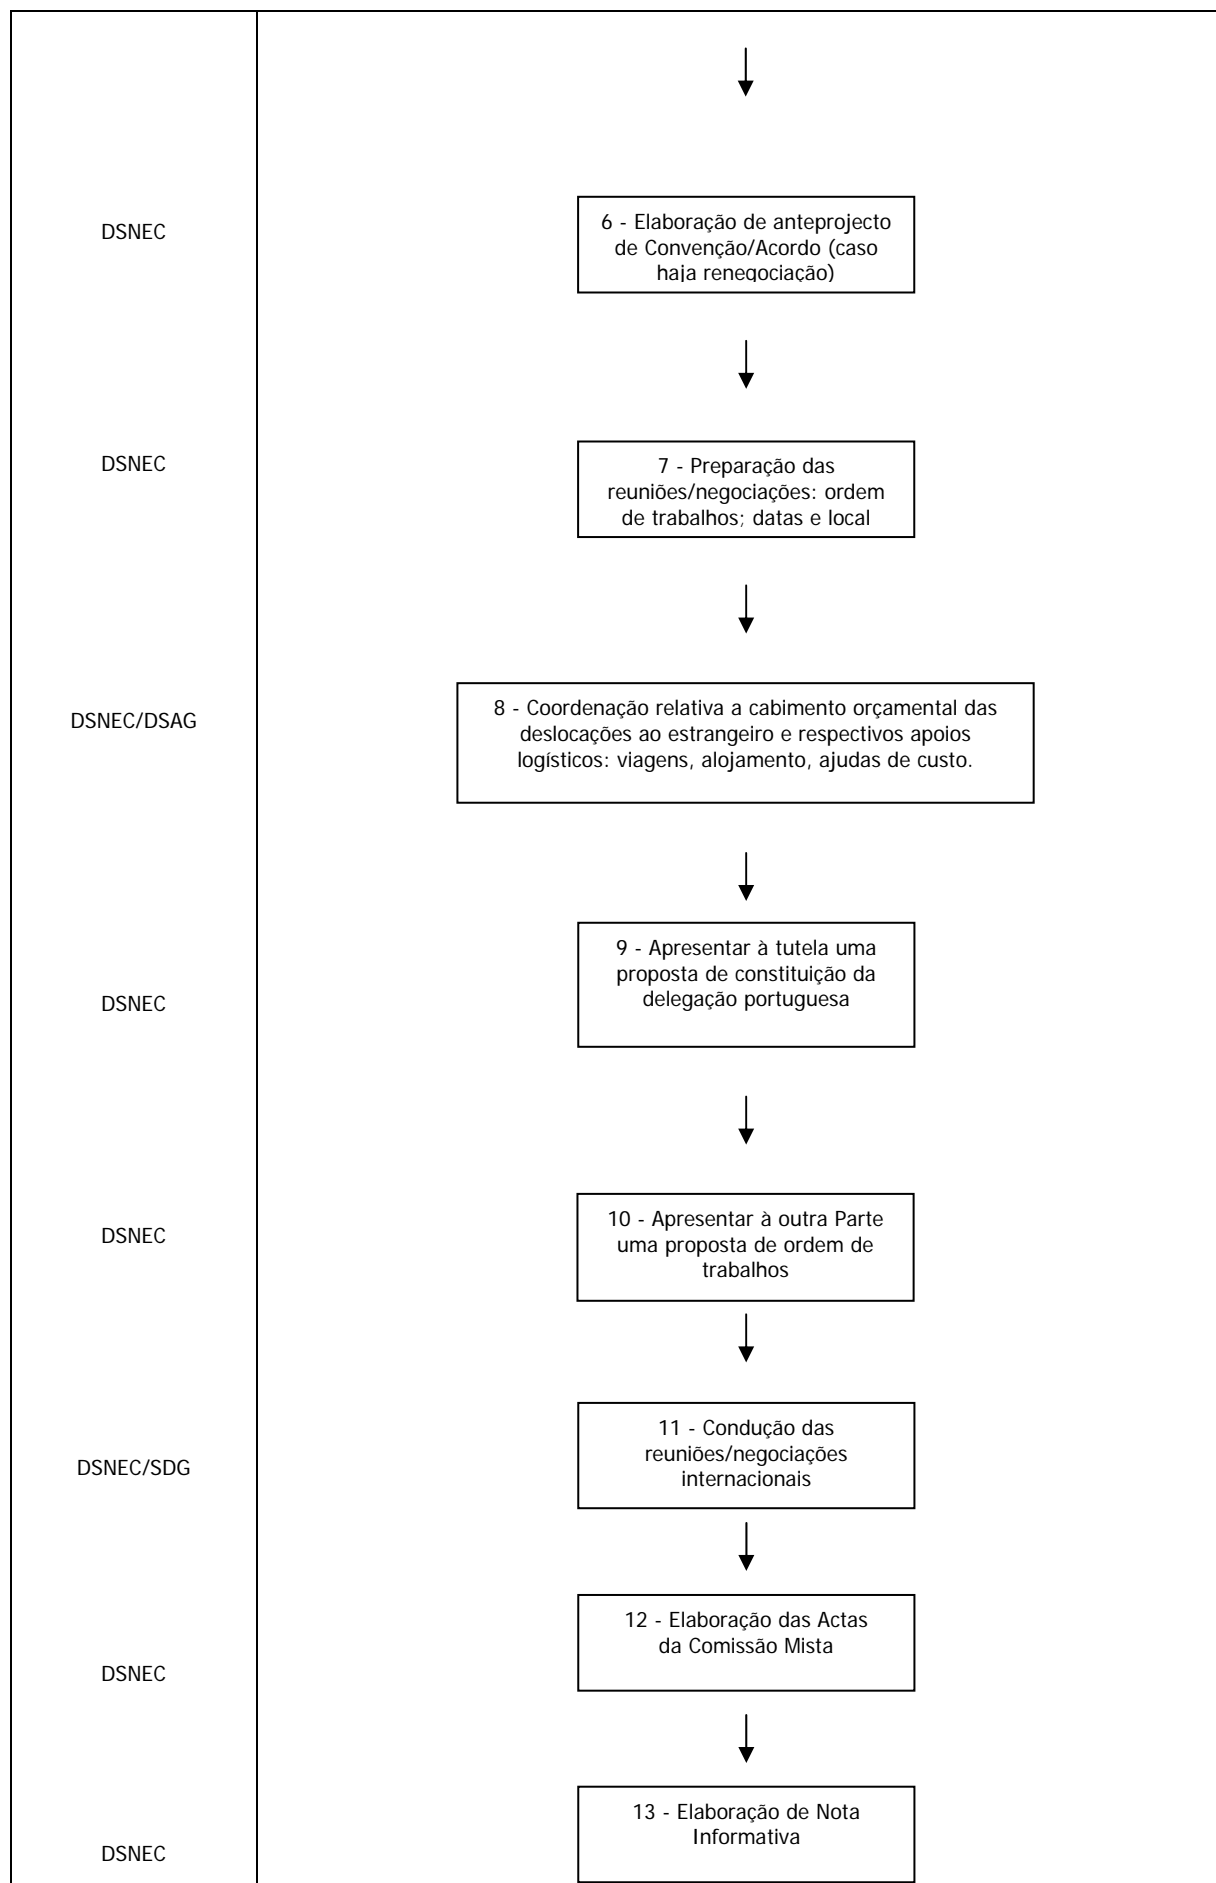 DSNEC
6 - Elaboração de anteprojecto
de Convenção/Acordo (caso
haja renegociação)
DSNEC
7 - Preparação das
reuniões/negociações: ordem
de trabalhos; datas e local
DSNEC/DSAG
8 - Coordenação relativa a cabimento orçamental das
deslocações ao estrangeiro e respectivos apoios
logísticos: viagens, alojamento, ajudas de custo.
DSNEC
9 - Apresentar à tutela uma
proposta de constituição da
delegação portuguesa
DSNEC
10 - Apresentar à outra Parte
uma proposta de ordem de
trabalhos
DSNEC/SDG
11 - Condução das
reuniões/negociações
internacionais
DSNEC
12 - Elaboração das Actas
da Comissão Mista
DSNEC
13 - Elaboração de Nota
Informativa